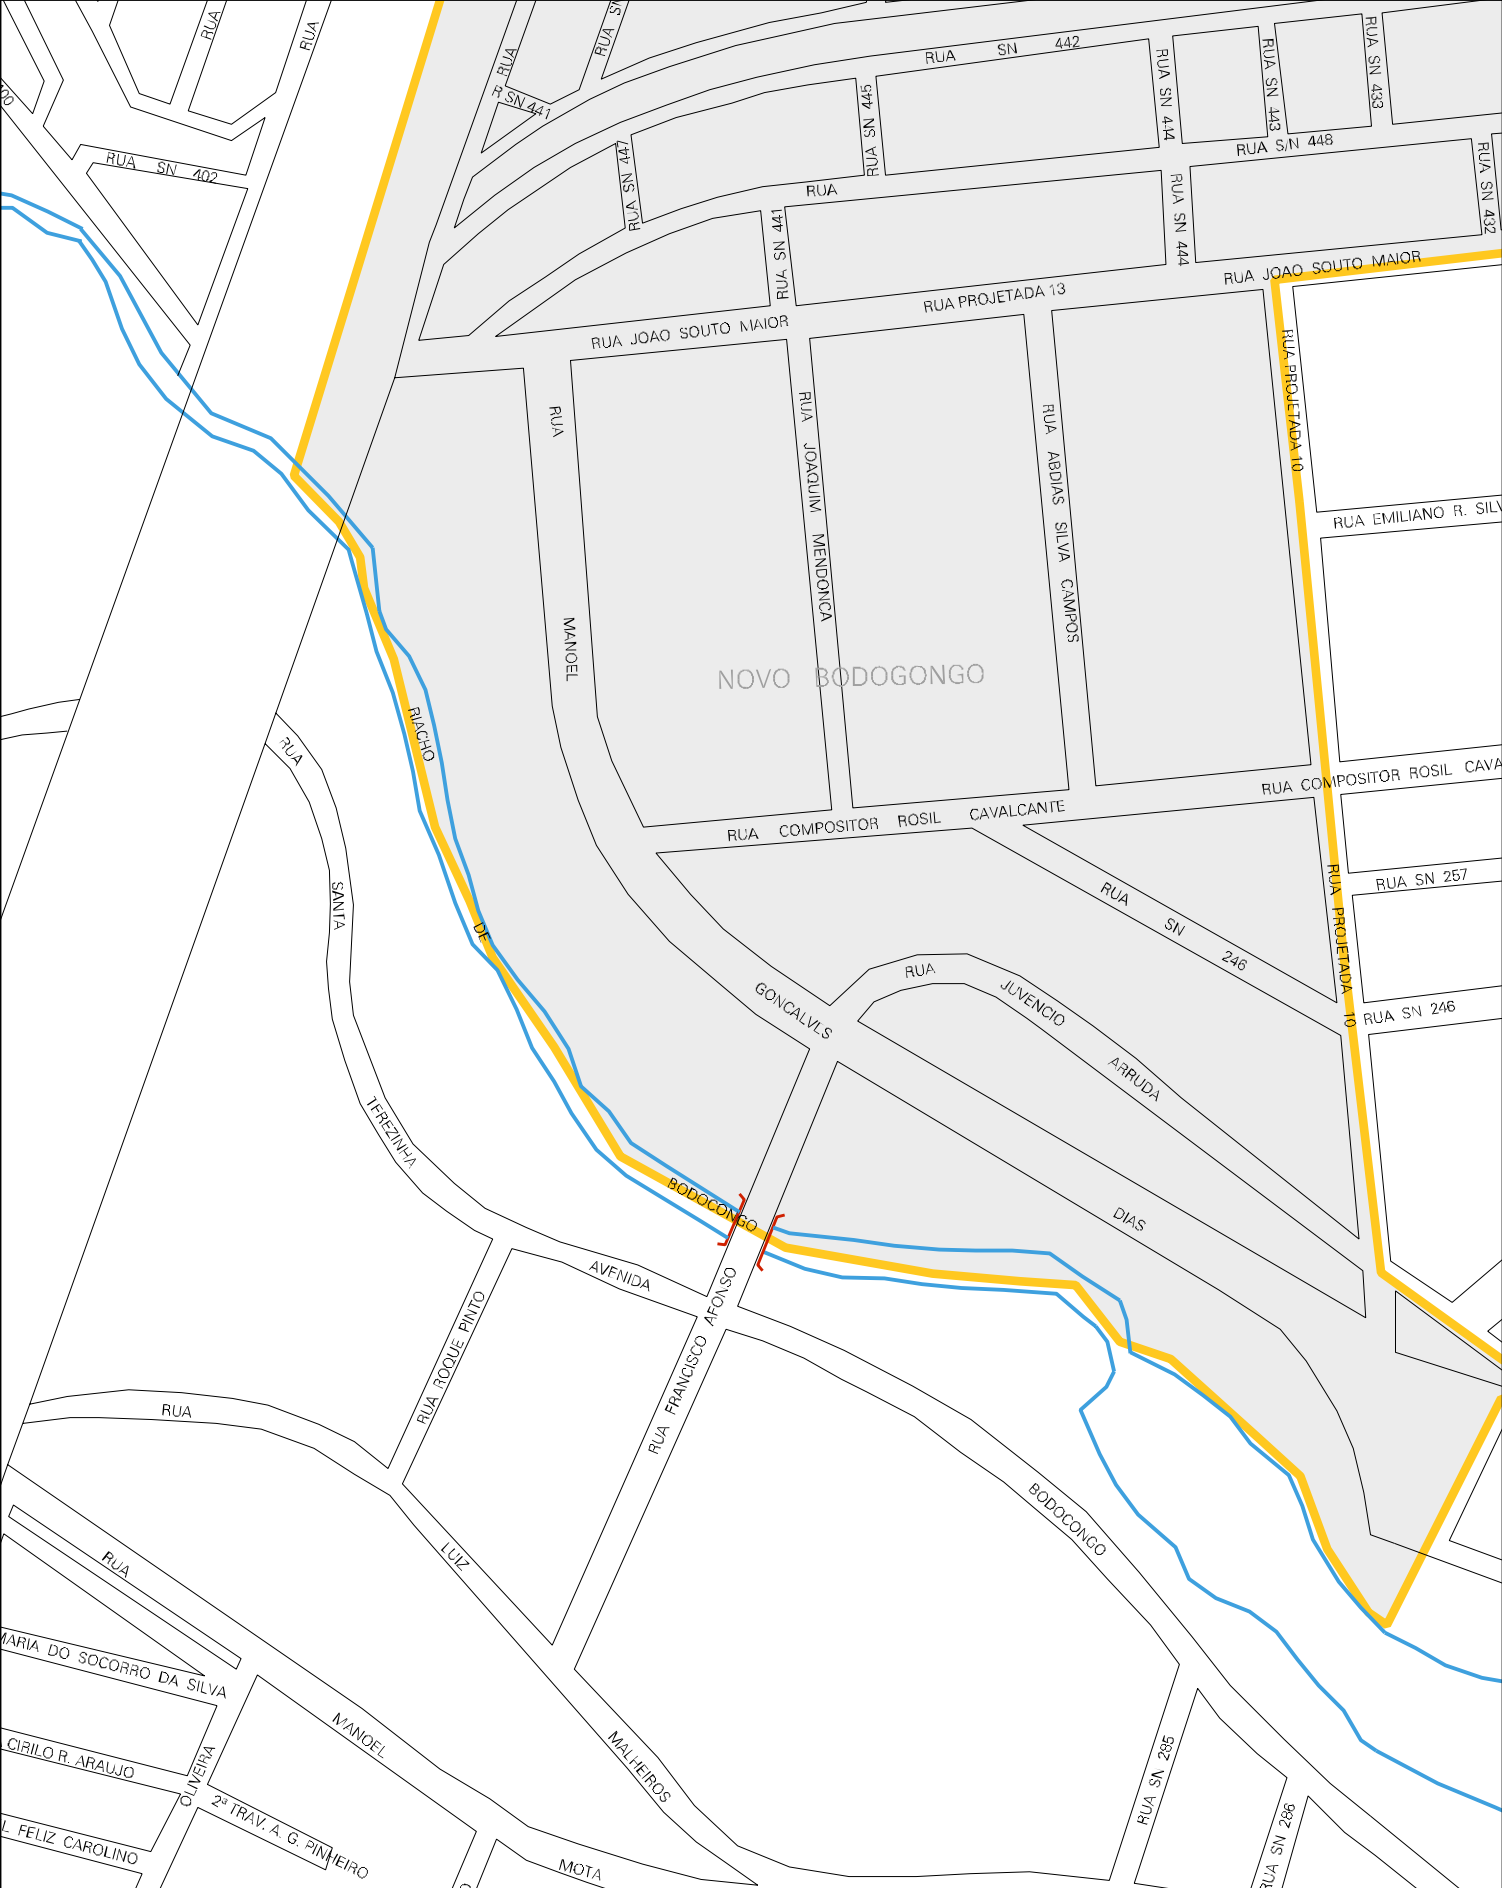 RUA
RUA
RUA
RUA SN
R SN 441
RUA SN 442
RUA SN 445
RUA SN 444
RUA SN 443
RUA SN 433
RUA S/N 448
RUA SN 432
RUA SN 402
RUA SN 447
RUA
RUA SN 441
RUA SN 444
RUA JOAO SOUTO MAIOR
RUA PROJETADA 13
RUA JOAO SOUTO MAIOR
RUA PROJETADA 10
RUA EMILIANO R. SILV
RUA MANOEL GONCALVLS DIAS
RUA JOAQUIM MENDONCA
RUA ABDIAS SILVA CAMPOS
NOVO BODOGONGO
RIACHO DE BODOCONGO
RUA COMPOSITOR ROSIL CAVALCANTE
RUA COMPOSITOR ROSIL CAVA
RUA SN 257
RUA SN 246
RUA PROJETADA 10
RUA SN 246
RUA JUVENCIO ARRUDA
RUA SANTA TEREZINHA
AVENIDA BODOCONGO
RUA ROQUE PINTO
RUA FRANCISCO AFONSO
RUA LUIZ MALHEIROS
RUA MANOEL MOTA
MARIA DO SOCORRO DA SILVA
CIRILO R. ARAUJO
OLIVEIRA
2ª TRAV. A. G. PINHEIRO
L FELIZ CAROLINO
RUA SN 285
RUA SN 286